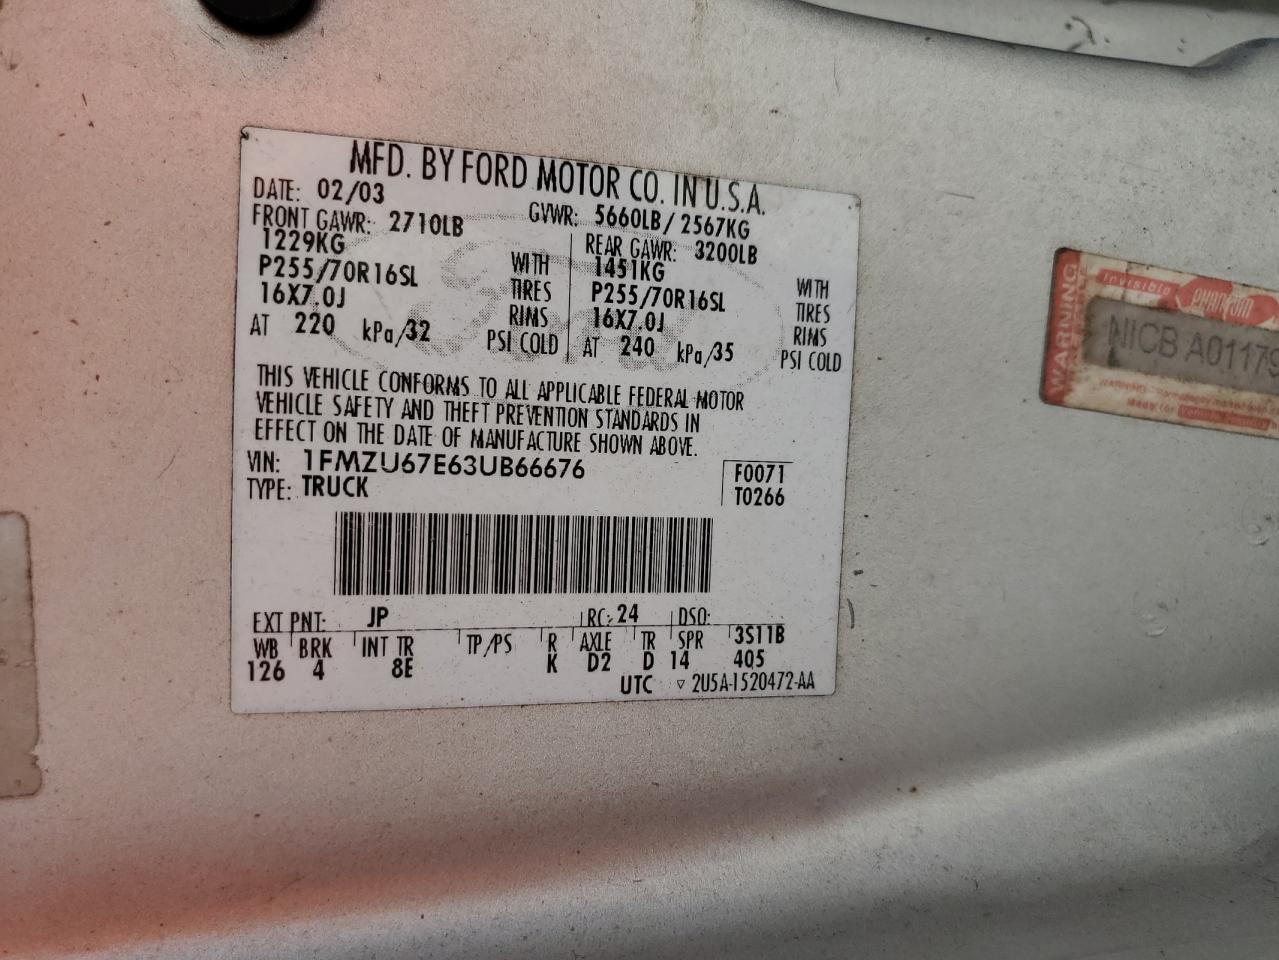 MFD. BY FORD MOTOR CO. IN U.S.A.
DATE: 02/03 GVWR: 5660LB/2567KG
FRONT GAWR: 2710LB REAR GAWR: 3200LB
1229KG WITH 1451KG WITH
P255/70R16SL TIRES P255/70R16SL TIRES
16X7.0J RIMS 16X7.0J RIMS
AT 220 kPa/32 PSI COLD AT 240 kPa/35 PSI COLD
THIS VEHICLE CONFORMS TO ALL APPLICABLE FEDERAL MOTOR
VEHICLE SAFETY AND THEFT PREVENTION STANDARDS IN
EFFECT ON THE DATE OF MANUFACTURE SHOWN ABOVE.
VIN: 1FMZU67E63UB66676 F0071
TYPE: TRUCK T0266
EXT PNT: JP RC: 24 DSO:
WB BRK INT TR TP/PS R AXLE TR SPR 3S11B
126 4 8E K D2 D 14 4Q5
UTC ▽ 2U5A-1520472-AA
WARNING
Invisible phantom
NICB A01179
Made for